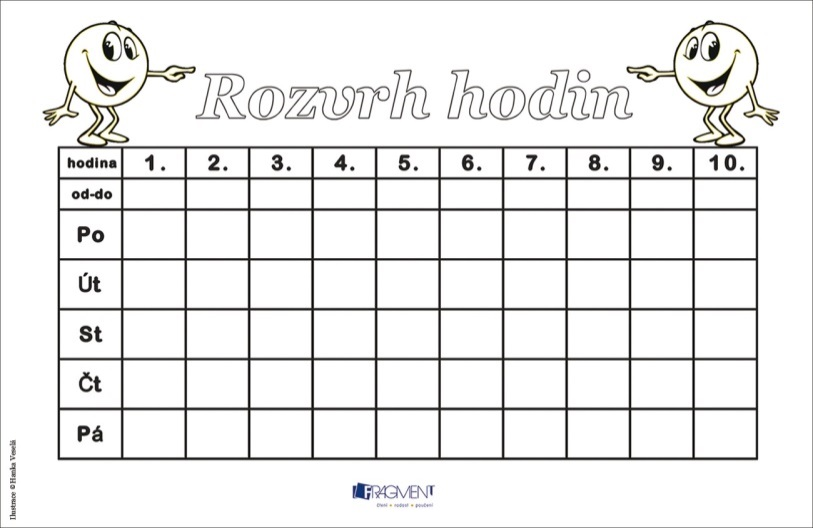 Rozvrh hodin
hodina 1. 2. 3. 4. 5. 6. 7. 8. 9. 10.
od-do
Po
Út
St
Čt
Pá
FRAGMENT
čtení • radost • poučení
Ilustrace © Hanka Veselá